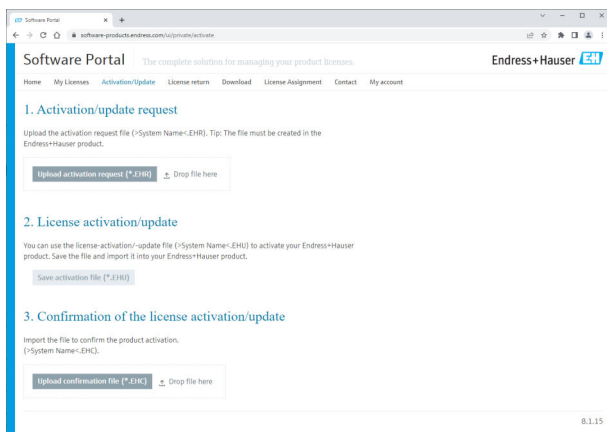 Software Portal
software-products.endress.com/ui/private/activate
Software Portal The complete solution for managing your product licenses.
Endress+Hauser EH
Home My Licenses Activation/Update License return Download License Assignment Contact My account
1. Activation/update request
Upload the activation request file (>System Name<.EHR). Tip: The file must be created in the
Endress+Hauser product.
Upload activation request (*.EHR) Drop file here
2. License activation/update
You can use the license-activation/-update file (>System Name<.EHU) to activate your Endress+Hauser
product. Save the file and import it into your Endress+Hauser product.
Save activation file (*.EHU)
3. Confirmation of the license activation/update
Import the file to confirm the product activation.
(>System Name<.EHC).
Upload confirmation file (*.EHC) Drop file here
8.1.15